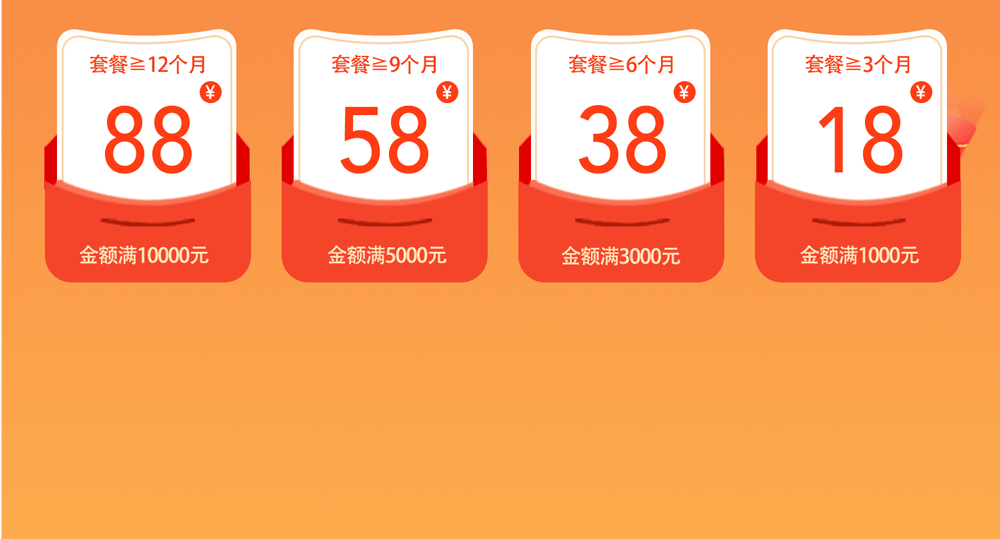 套餐≧12个月
¥
88
金额满10000元
套餐≧9个月
¥
58
金额满5000元
套餐≧6个月
¥
38
金额满3000元
套餐≧3个月
¥
18
金额满1000元